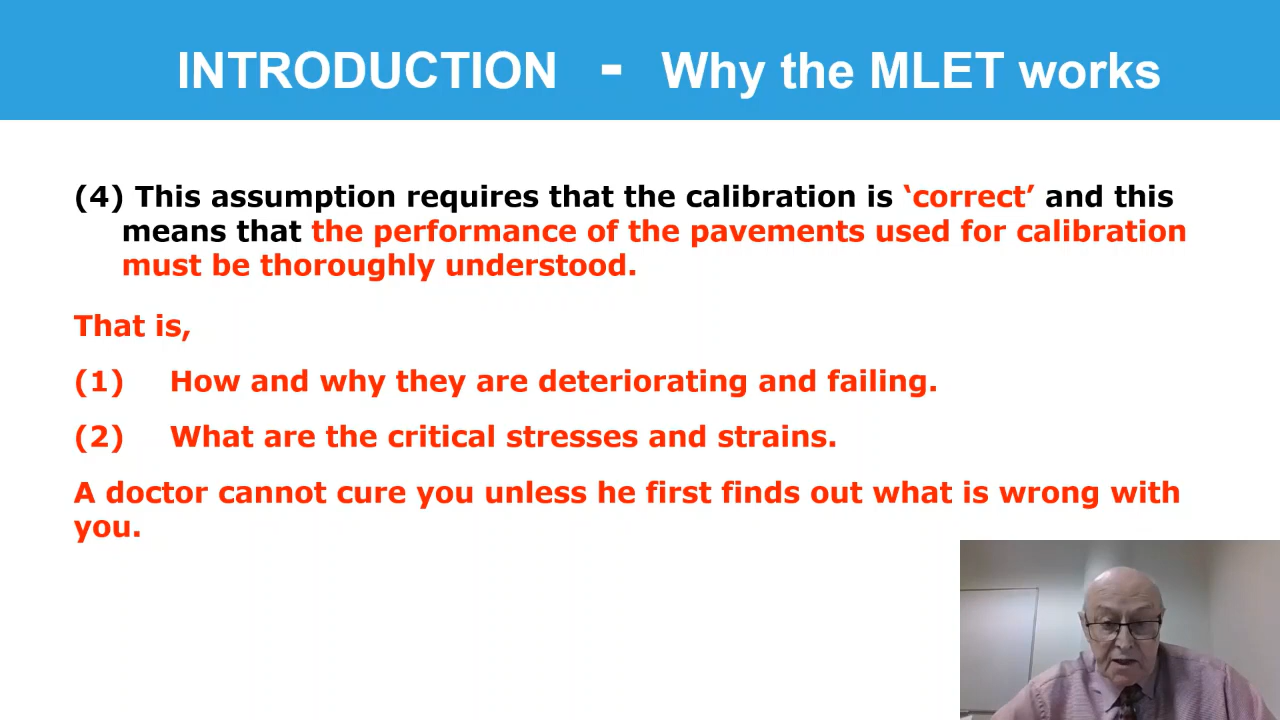 INTRODUCTION - Why the MLET works
(4) This assumption requires that the calibration is ‘correct’ and this
means that the performance of the pavements used for calibration
must be thoroughly understood.
That is,
(1) How and why they are deteriorating and failing.
(2) What are the critical stresses and strains.
A doctor cannot cure you unless he first finds out what is wrong with
you.